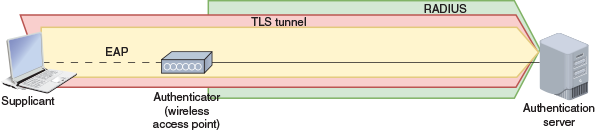 RADIUS
TLS tunnel
EAP
Supplicant
Authenticator
(wireless
access point)
Authentication
server